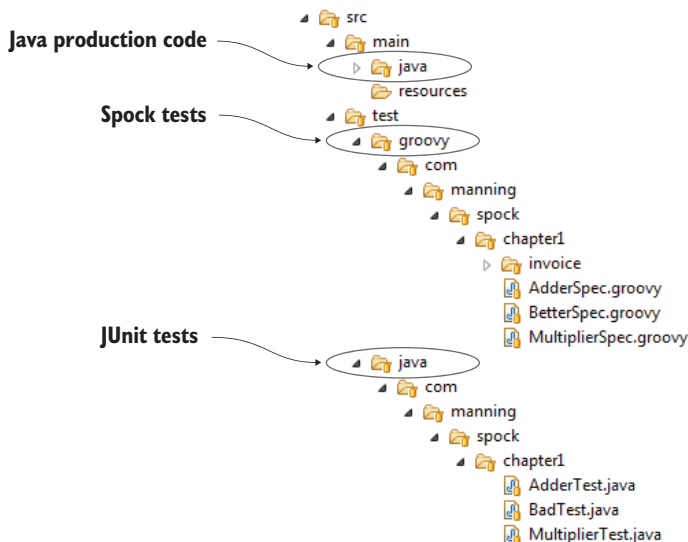 src
Java production code
main
java
resources
Spock tests
test
groovy
com
manning
spock
chapter1
invoice
AdderSpec.groovy
BetterSpec.groovy
MultiplierSpec.groovy
JUnit tests
java
com
manning
spock
chapter1
AdderTest.java
BadTest.java
MultiplierTest.java